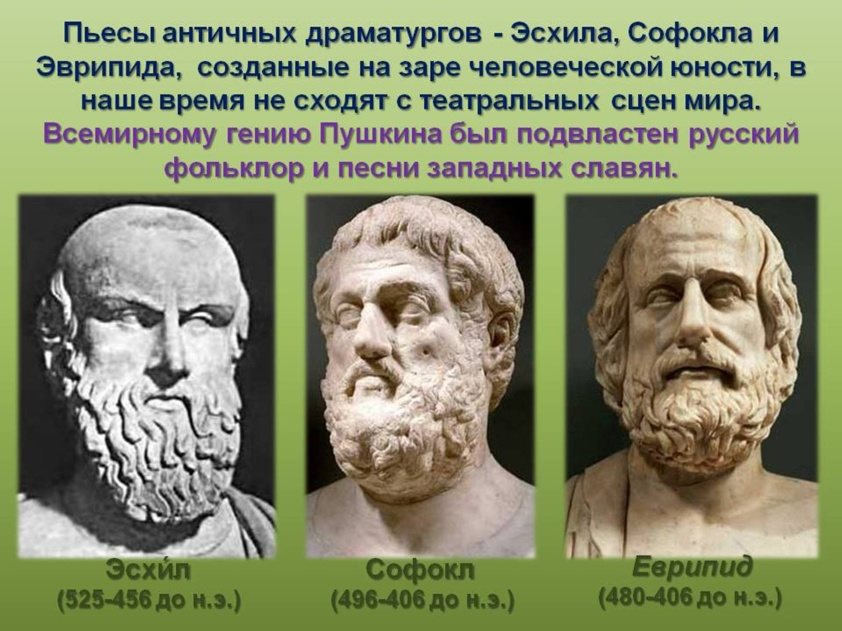 Пьесы античных драматургов - Эсхила, Софокла и
Эврипида, созданные на заре человеческой юности, в
наше время не сходят с театральных сцен мира.
Всемирному гению Пушкина был подвластен русский
фольклор и песни западных славян.
Эсхи́л
(525-456 до н.э.)
Софокл
(496-406 до н.э.)
Еврипид
(480-406 до н.э.)